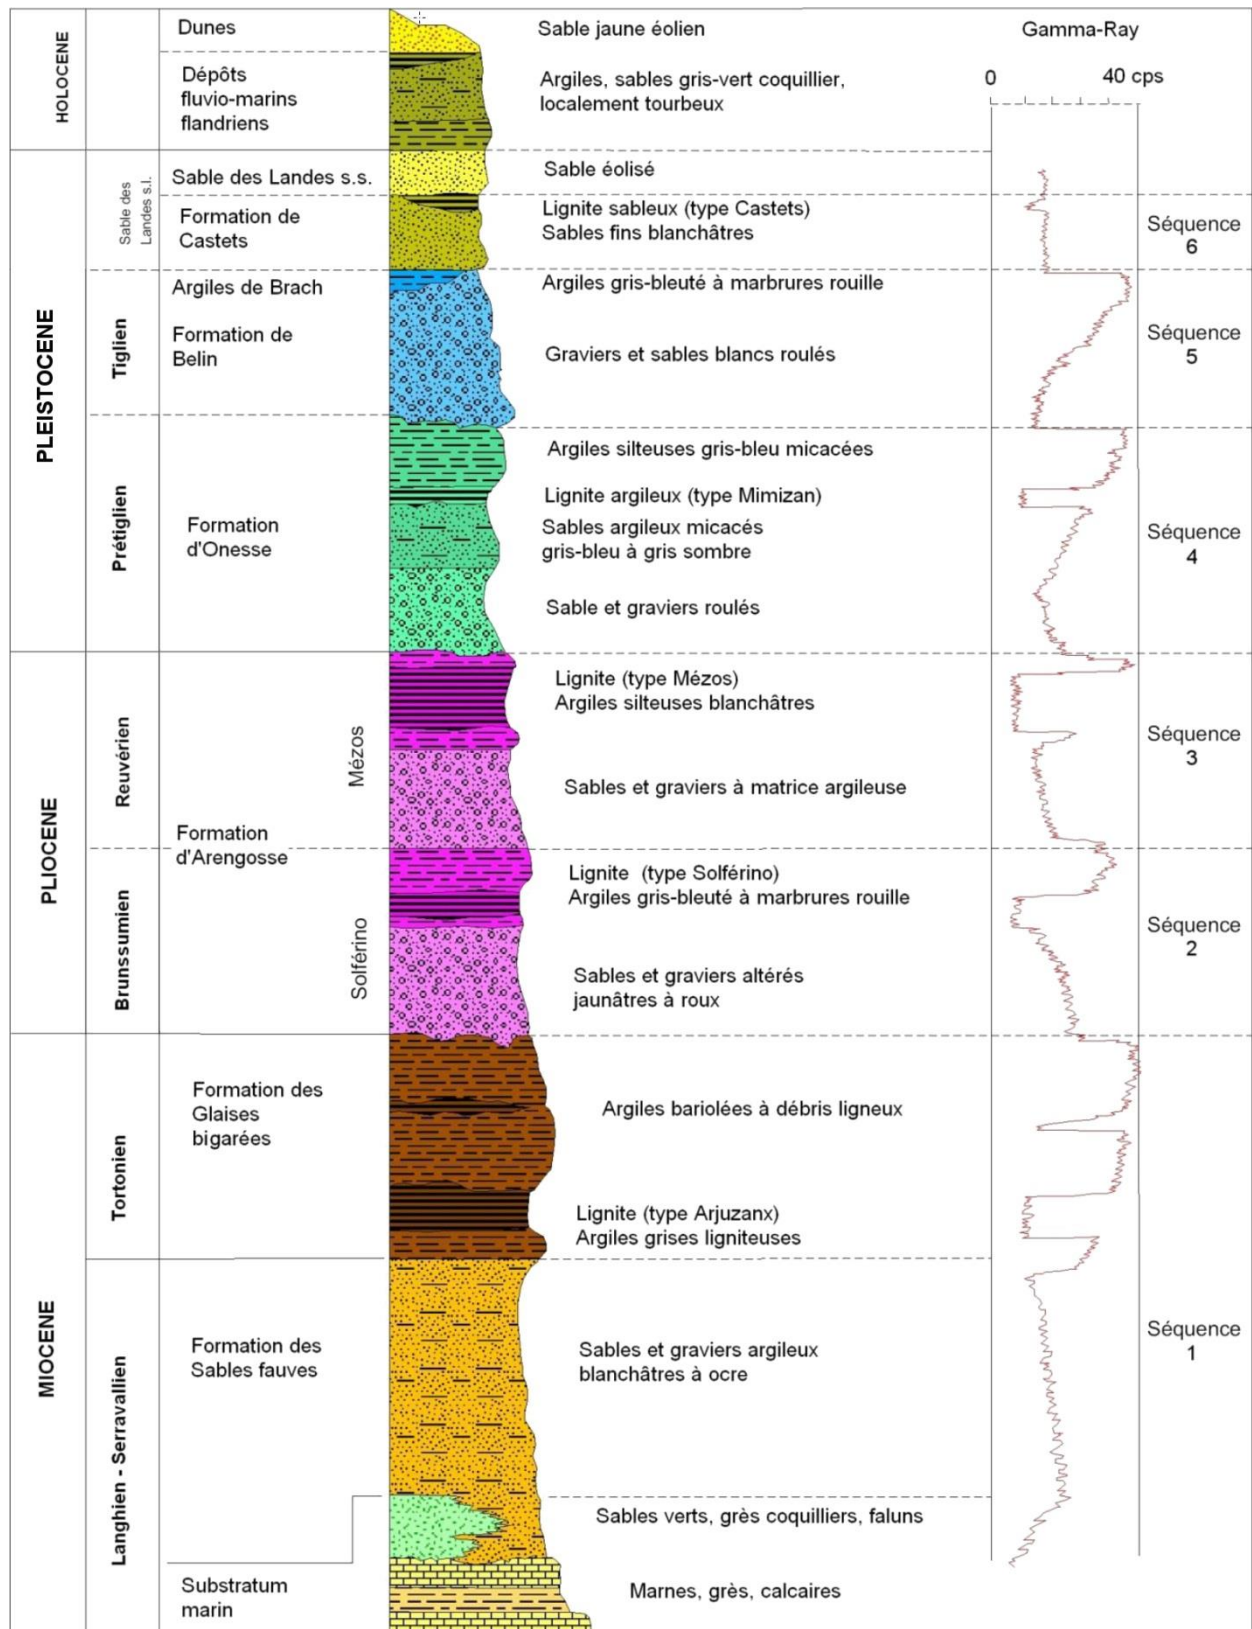 Dunes
Sable jaune éolien
Gamma-Ray
0
40 cps
HOLOCENE
Dépôts
fluvio-marins
flandriens
Argiles, sables gris-vert coquillier,
localement tourbeux
PLEISTOCENE
Sable des
Landes s.l.
Sable des Landes s.s.
Sable éolisé
Formation de
Castets
Lignite sableux (type Castets)
Sables fins blanchâtres
Séquence
6
Tiglien
Argiles de Brach
Argiles gris-bleuté à marbrures rouille
Formation de
Belin
Graviers et sables blancs roulés
Séquence
5
Prétiglien
Formation
d'Onesse
Argiles silteuses gris-bleu micacées
Lignite argileux (type Mimizan)
Sables argileux micacés
gris-bleu à gris sombre
Sable et graviers roulés
Séquence
4
PLIOCENE
Reuvérien
Formation
d'Arengosse
Mézos
Lignite (type Mézos)
Argiles silteuses blanchâtres
Sables et graviers à matrice argileuse
Séquence
3
Brunssumien
Solférino
Lignite (type Solférino)
Argiles gris-bleuté à marbrures rouille
Sables et graviers altérés
jaunâtres à roux
Séquence
2
MIOCENE
Tortonien
Formation des
Glaises
bigarées
Argiles bariolées à débris ligneux
Lignite (type Arjuzanx)
Argiles grises ligniteuses
Langhien - Serravallien
Formation des
Sables fauves
Sables et graviers argileux
blanchâtres à ocre
Séquence
1
Sables verts, grès coquilliers, faluns
Substratum
marin
Marnes, grès, calcaires